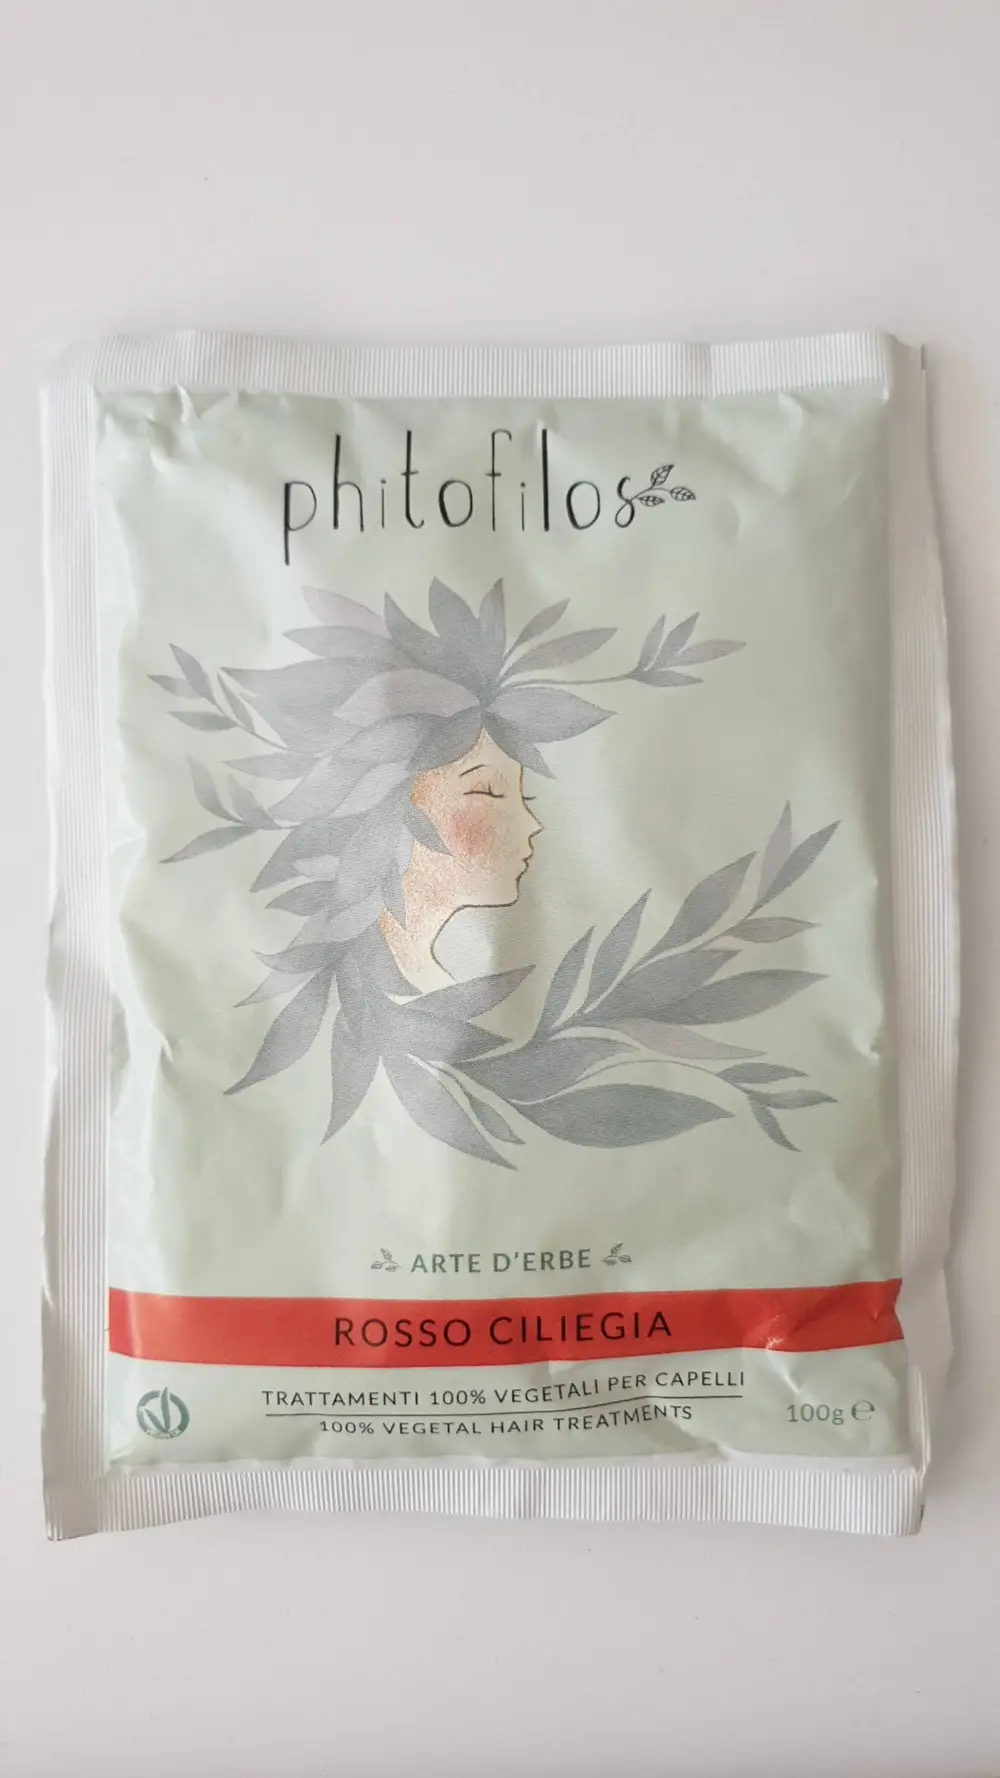 phitofilos
ARTE D'ERBE
ROSSO CILIEGIA
TRATTAMENTI 100% VEGETALI PER CAPELLI
100% VEGETAL HAIR TREATMENTS
100g ℮